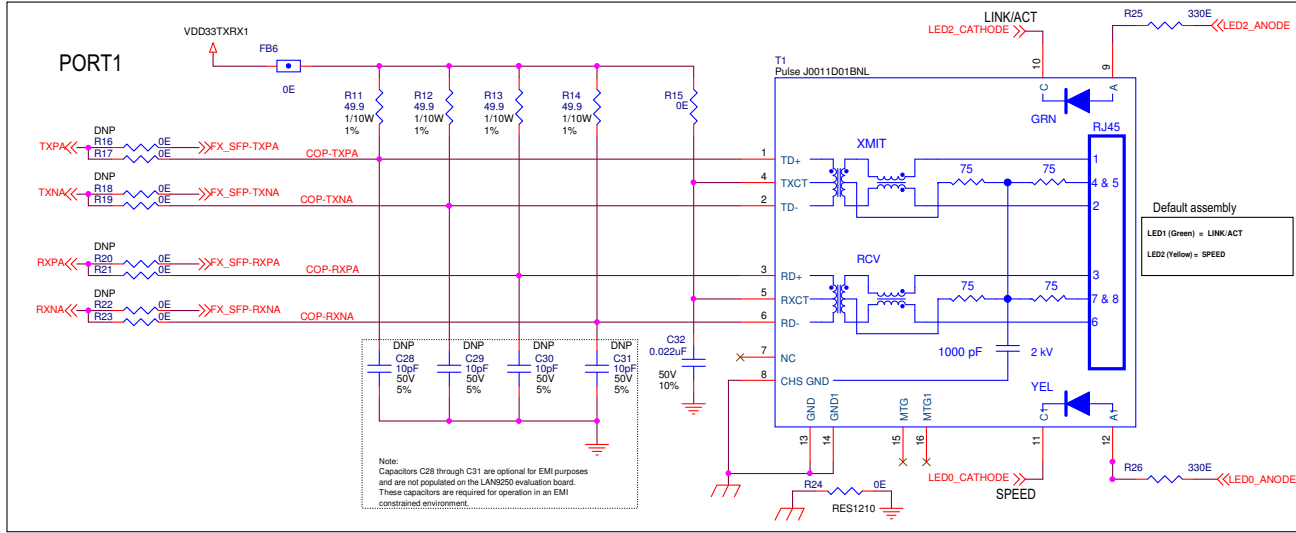 PORT1
VDD33TXRX1
FB6
0E
R11
49.9
1/10W
1%
R12
49.9
1/10W
1%
R13
49.9
1/10W
1%
R14
49.9
1/10W
1%
R15
0E
TXPA
DNP
R16
R17
0E
0E
FX_SFP-TXPA
COP-TXPA
TXNA
DNP
R18
R19
0E
0E
FX_SFP-TXNA
COP-TXNA
RXPA
DNP
R20
R21
0E
0E
FX_SFP-RXPA
COP-RXPA
RXNA
DNP
R22
R23
0E
0E
FX_SFP-RXNA
COP-RXNA
DNP
C28
10pF
50V
5%
DNP
C29
10pF
50V
5%
DNP
C30
10pF
50V
5%
DNP
C31
10pF
50V
5%
C32
0.022uF
50V
10%
Note:
Capacitors C28 through C31 are optional for EMI purposes
and are not populated on the LAN9250 evaluation board.
These capacitors are required for operation in an EMI
constrained environment.
T1
Pulse J0011D01BNL
1
TD+
4
TXCT
2
TD-
3
RD+
5
RXCT
6
RD-
7
NC
8
CHS GND
XMIT
RCV
75
75
75
75
1000 pF
2 kV
RJ45
1
4 & 5
2
3
7 & 8
6
LINK/ACT
LED2_CATHODE
10
C
GRN
A
9
R25
330E
LED2_ANODE
YEL
C1
11
A1
12
LED0_CATHODE
SPEED
R26
330E
LED0_ANODE
GND
13
GND1
14
MTG
15
MTG1
16
R24
0E
RES1210
Default assembly
LED1 (Green) = LINK/ACT
LED2 (Yellow) = SPEED